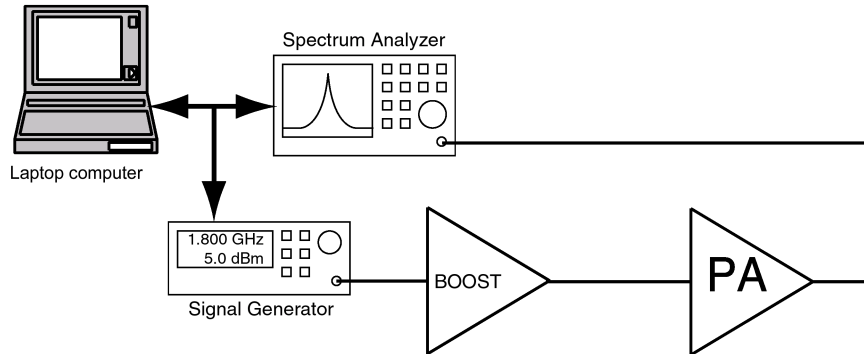 Spectrum Analyzer
Laptop computer
1.800 GHz
5.0 dBm
Signal Generator
BOOST
PA